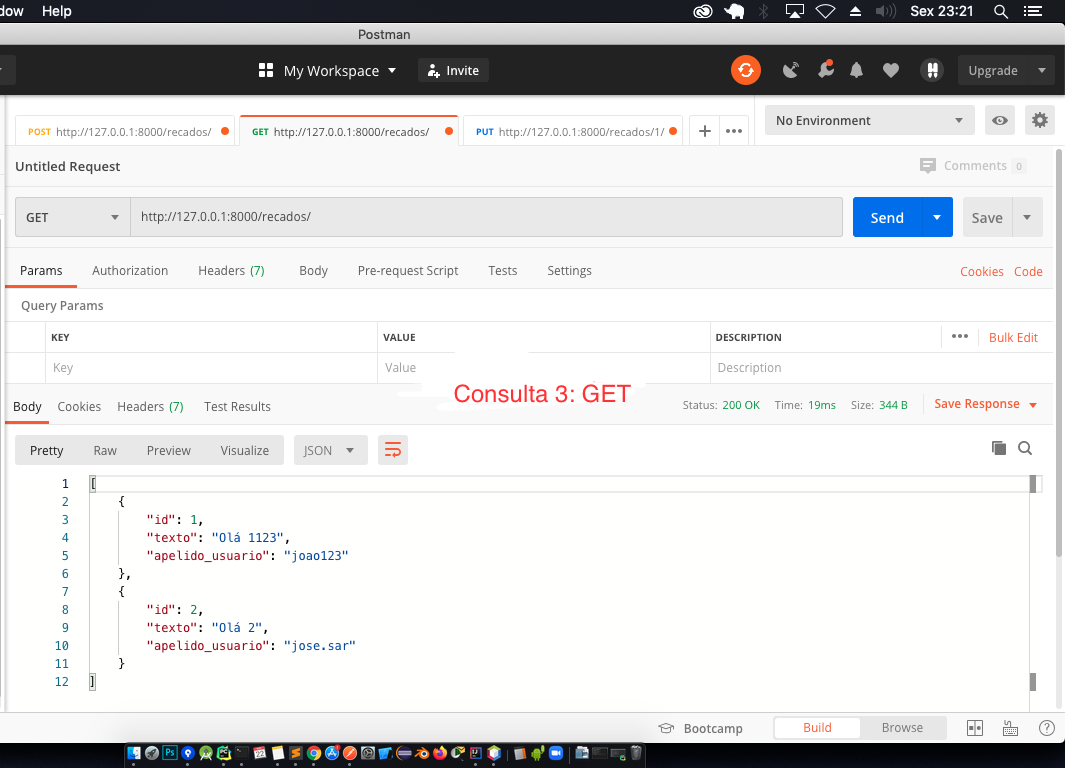 dow Help Sex 23:21
Postman
My Workspace Invite Upgrade
POST http://127.0.0.1:8000/recados/ GET http://127.0.0.1:8000/recados/ PUT http://127.0.0.1:8000/recados/1/ + ••• No Environment
Untitled Request Comments 0
GET http://127.0.0.1:8000/recados/ Send Save
Params Authorization Headers (7) Body Pre-request Script Tests Settings Cookies Code
Query Params
KEY VALUE DESCRIPTION ••• Bulk Edit
Key Value Description
Consulta 3: GET
Body Cookies Headers (7) Test Results Status: 200 OK Time: 19ms Size: 344 B Save Response
Pretty Raw Preview Visualize JSON
1 [
2 {
3 "id": 1,
4 "texto": "Olá 1123",
5 "apelido_usuario": "joao123"
6 },
7 {
8 "id": 2,
9 "texto": "Olá 2",
10 "apelido_usuario": "jose.sar"
11 }
12 ]
Bootcamp Build Browse